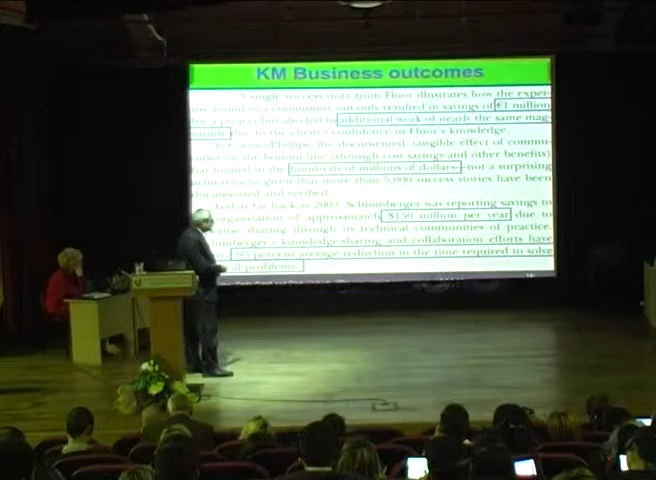 KM Business outcomes
A single success story from Fluor illustrates how the exper-
tise found in a community not only resulted in savings of €1 million
for a project but also led to additional work of nearly the same mag-
nitude due to the client's confidence in Fluor's knowledge.
At ConocoPhillips, the documented, tangible effect of commu-
nities on the bottom line (through cost savings and other benefits)
has totaled in the hundreds of millions of dollars—not a surprising
achievement given that more than 5,000 success stories have been
documented and verified.
And as far back as 2003, Schlumberger was reporting savings to
organization of approximately $150 million per year due to
sharing through its technical communities of practice.
knowledge-sharing and collaboration efforts have
95 percent average reduction in the time required to solve
problems.